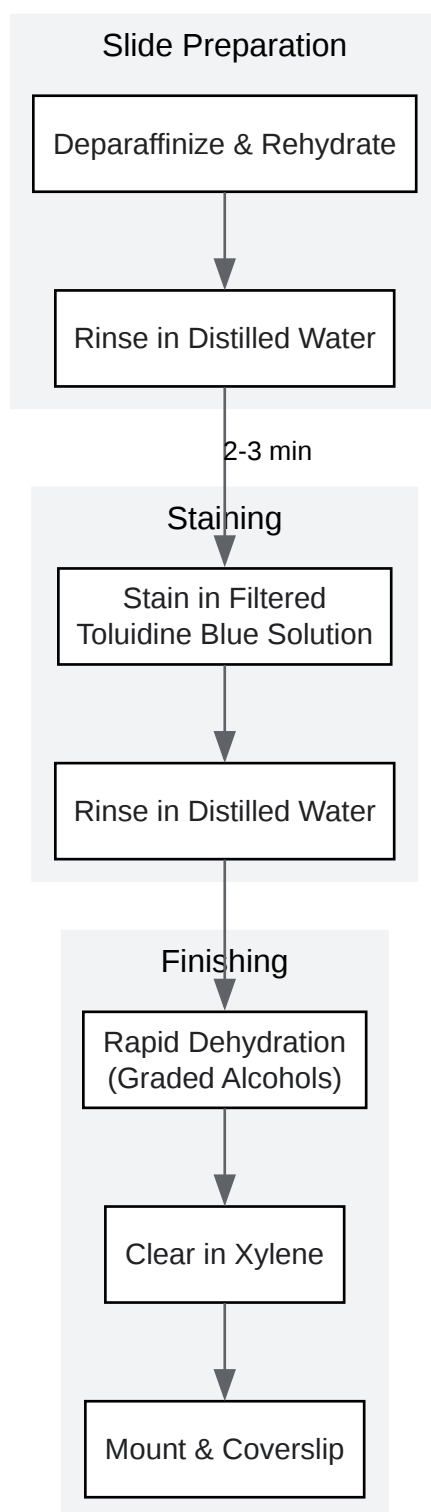 Slide Preparation
Deparaffinize & Rehydrate
Rinse in Distilled Water
2-3 min
Staining
Stain in Filtered
Toluidine Blue Solution
Rinse in Distilled Water
Finishing
Rapid Dehydration
(Graded Alcohols)
Clear in Xylene
Mount & Coverslip